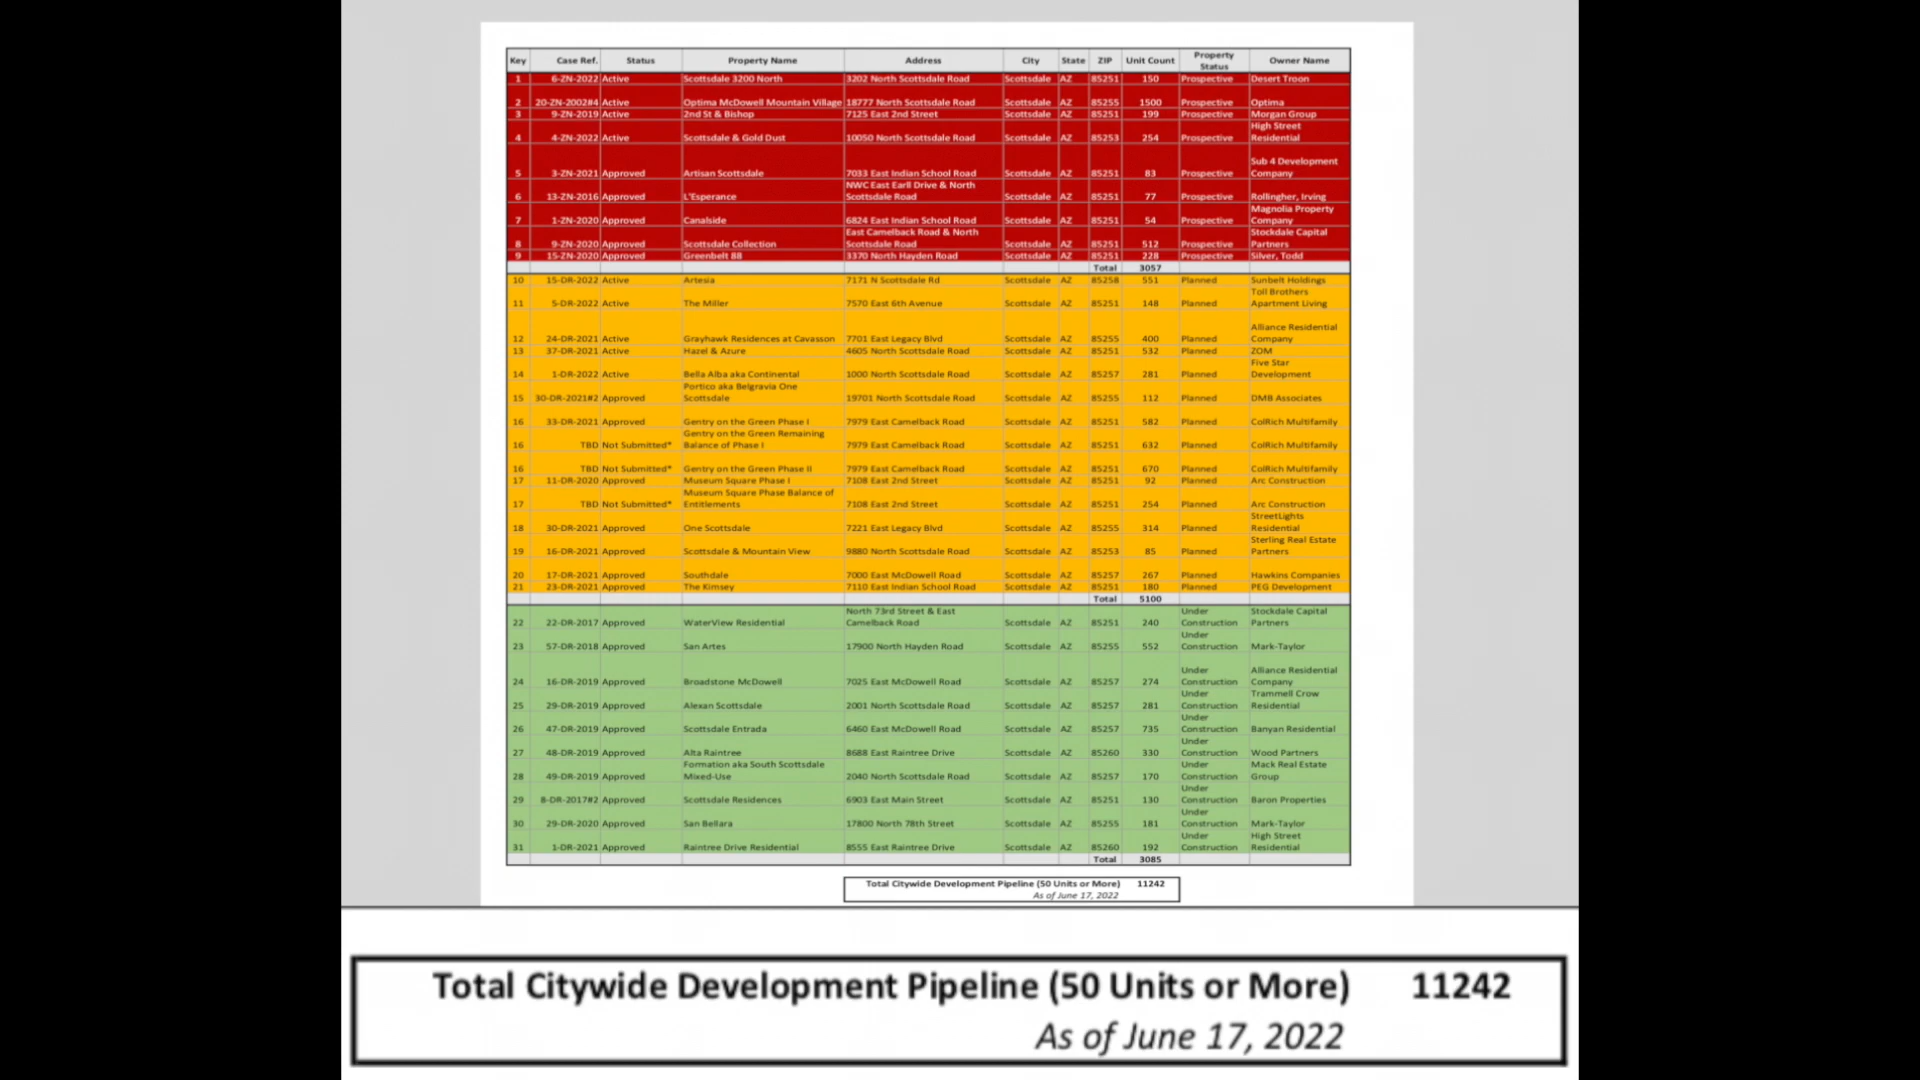 Key Case Ref. Status Property Name Address City State ZIP Unit Count Property Status Owner Name
1 6-ZN-2022 Active Scottsdale 3200 North 3202 North Scottsdale Road Scottsdale AZ 85251 150 Prospective Desert Troon
2 20-ZN-2002#4 Active Optima McDowell Mountain Village 18777 North Scottsdale Road Scottsdale AZ 85255 1500 Prospective Optima
3 9-ZN-2019 Active 2nd St & Bishop 7125 East 2nd Street Scottsdale AZ 85251 199 Prospective Morgan Group
4 4-ZN-2022 Active Scottsdale & Gold Dust 10050 North Scottsdale Road Scottsdale AZ 85253 254 Prospective High Street Residential
5 3-ZN-2021 Approved Artisan Scottsdale 7033 East Indian School Road Scottsdale AZ 85251 83 Prospective Sub 4 Development Company
6 13-ZN-2016 Approved L'Esperance NWC East Earll Drive & North Scottsdale Road Scottsdale AZ 85251 77 Prospective Rollingher, Irving
7 1-ZN-2020 Approved Canalside 6824 East Indian School Road Scottsdale AZ 85251 54 Prospective Magnolia Property Company
8 9-ZN-2020 Approved Scottsdale Collection East Camelback Road & North Scottsdale Road Scottsdale AZ 85251 512 Prospective Stockdale Capital Partners
9 15-ZN-2020 Approved Greenbelt 88 3370 North Hayden Road Scottsdale AZ 85251 228 Prospective Silver, Todd
Total 3057
10 15-DR-2022 Active Artesia 7171 N Scottsdale Rd Scottsdale AZ 85258 551 Planned Sunbelt Holdings
11 5-DR-2022 Active The Miller 7570 East 6th Avenue Scottsdale AZ 85251 148 Planned Toll Brothers Apartment Living
12 24-DR-2021 Active Grayhawk Residences at Cavasson 7701 East Legacy Blvd Scottsdale AZ 85255 400 Planned Alliance Residential Company
13 37-DR-2021 Active Hazel & Azure 4605 North Scottsdale Road Scottsdale AZ 85251 532 Planned ZOM
14 1-DR-2022 Active Bella Alba aka Continental 1000 North Scottsdale Road Scottsdale AZ 85257 281 Planned Five Star Development
15 30-DR-2021#2 Approved Portico aka Belgravia One Scottsdale 19701 North Scottsdale Road Scottsdale AZ 85255 112 Planned DMB Associates
16 33-DR-2021 Approved Gentry on the Green Phase I 7979 East Camelback Road Scottsdale AZ 85251 582 Planned ColRich Multifamily
16 TBD Not Submitted* Gentry on the Green Remaining Balance of Phase I 7979 East Camelback Road Scottsdale AZ 85251 632 Planned ColRich Multifamily
16 TBD Not Submitted* Gentry on the Green Phase II 7979 East Camelback Road Scottsdale AZ 85251 670 Planned ColRich Multifamily
17 11-DR-2020 Approved Museum Square Phase I 7108 East 2nd Street Scottsdale AZ 85251 92 Planned Arc Construction
17 TBD Not Submitted* Museum Square Phase Balance of Entitlements 7108 East 2nd Street Scottsdale AZ 85251 254 Planned Arc Construction
18 30-DR-2021 Approved One Scottsdale 7221 East Legacy Blvd Scottsdale AZ 85255 314 Planned StreetLights Residential
19 16-DR-2021 Approved Scottsdale & Mountain View 9880 North Scottsdale Road Scottsdale AZ 85253 85 Planned Sterling Real Estate Partners
20 17-DR-2021 Approved Southdale 7000 East McDowell Road Scottsdale AZ 85257 267 Planned Hawkins Companies
21 23-DR-2021 Approved The Kimsey 7110 East Indian School Road Scottsdale AZ 85251 180 Planned PEG Development
Total 5100
22 22-DR-2017 Approved WaterView Residential North 73rd Street & East Camelback Road Scottsdale AZ 85251 240 Under Construction Stockdale Capital Partners
23 57-DR-2018 Approved San Artes 17900 North Hayden Road Scottsdale AZ 85255 552 Under Construction Mark-Taylor
24 16-DR-2019 Approved Broadstone McDowell 7025 East McDowell Road Scottsdale AZ 85257 274 Under Construction Alliance Residential Company
25 29-DR-2019 Approved Alexan Scottsdale 2001 North Scottsdale Road Scottsdale AZ 85257 281 Under Construction Trammell Crow Residential
26 47-DR-2019 Approved Scottsdale Entrada 6460 East McDowell Road Scottsdale AZ 85257 735 Under Construction Banyan Residential
27 48-DR-2019 Approved Alta Raintree 8688 East Raintree Drive Scottsdale AZ 85260 330 Under Construction Wood Partners
28 49-DR-2019 Approved Formation aka South Scottsdale Mixed-Use 2040 North Scottsdale Road Scottsdale AZ 85257 170 Under Construction Mack Real Estate Group
29 8-DR-2017#2 Approved Scottsdale Residences 6903 East Main Street Scottsdale AZ 85251 130 Under Construction Baron Properties
30 29-DR-2020 Approved San Bellara 17800 North 78th Street Scottsdale AZ 85255 181 Under Construction Mark-Taylor
31 1-DR-2021 Approved Raintree Drive Residential 8555 East Raintree Drive Scottsdale AZ 85260 192 Under Construction High Street Residential
Total 3085
Total Citywide Development Pipeline (50 Units or More) 11242
As of June 17, 2022
Total Citywide Development Pipeline (50 Units or More) 11242
As of June 17, 2022